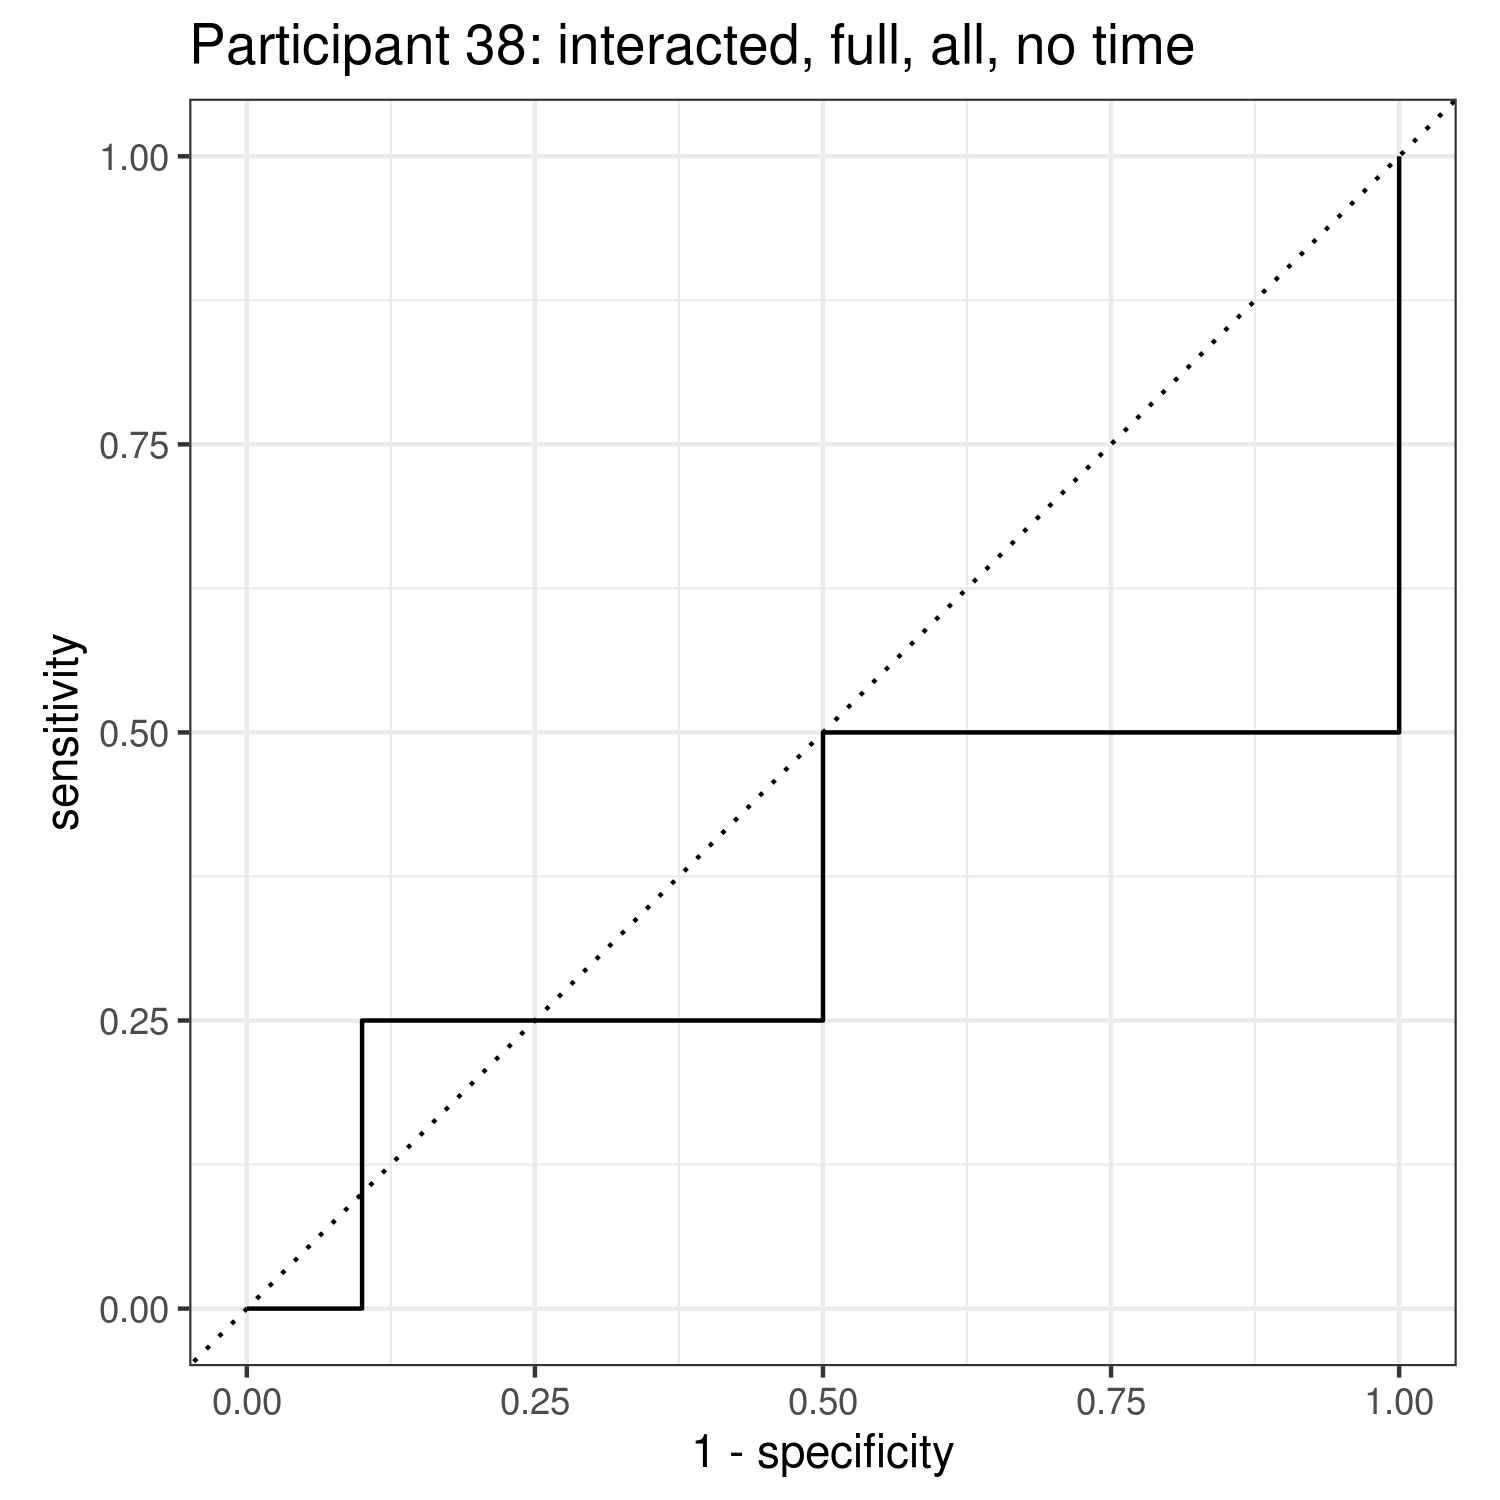 Participant 38: interacted, full, all, no time
1.00
0.75
0.50
0.25
0.00
sensitivity
0.00 0.25 0.50 0.75 1.00
1 - specificity